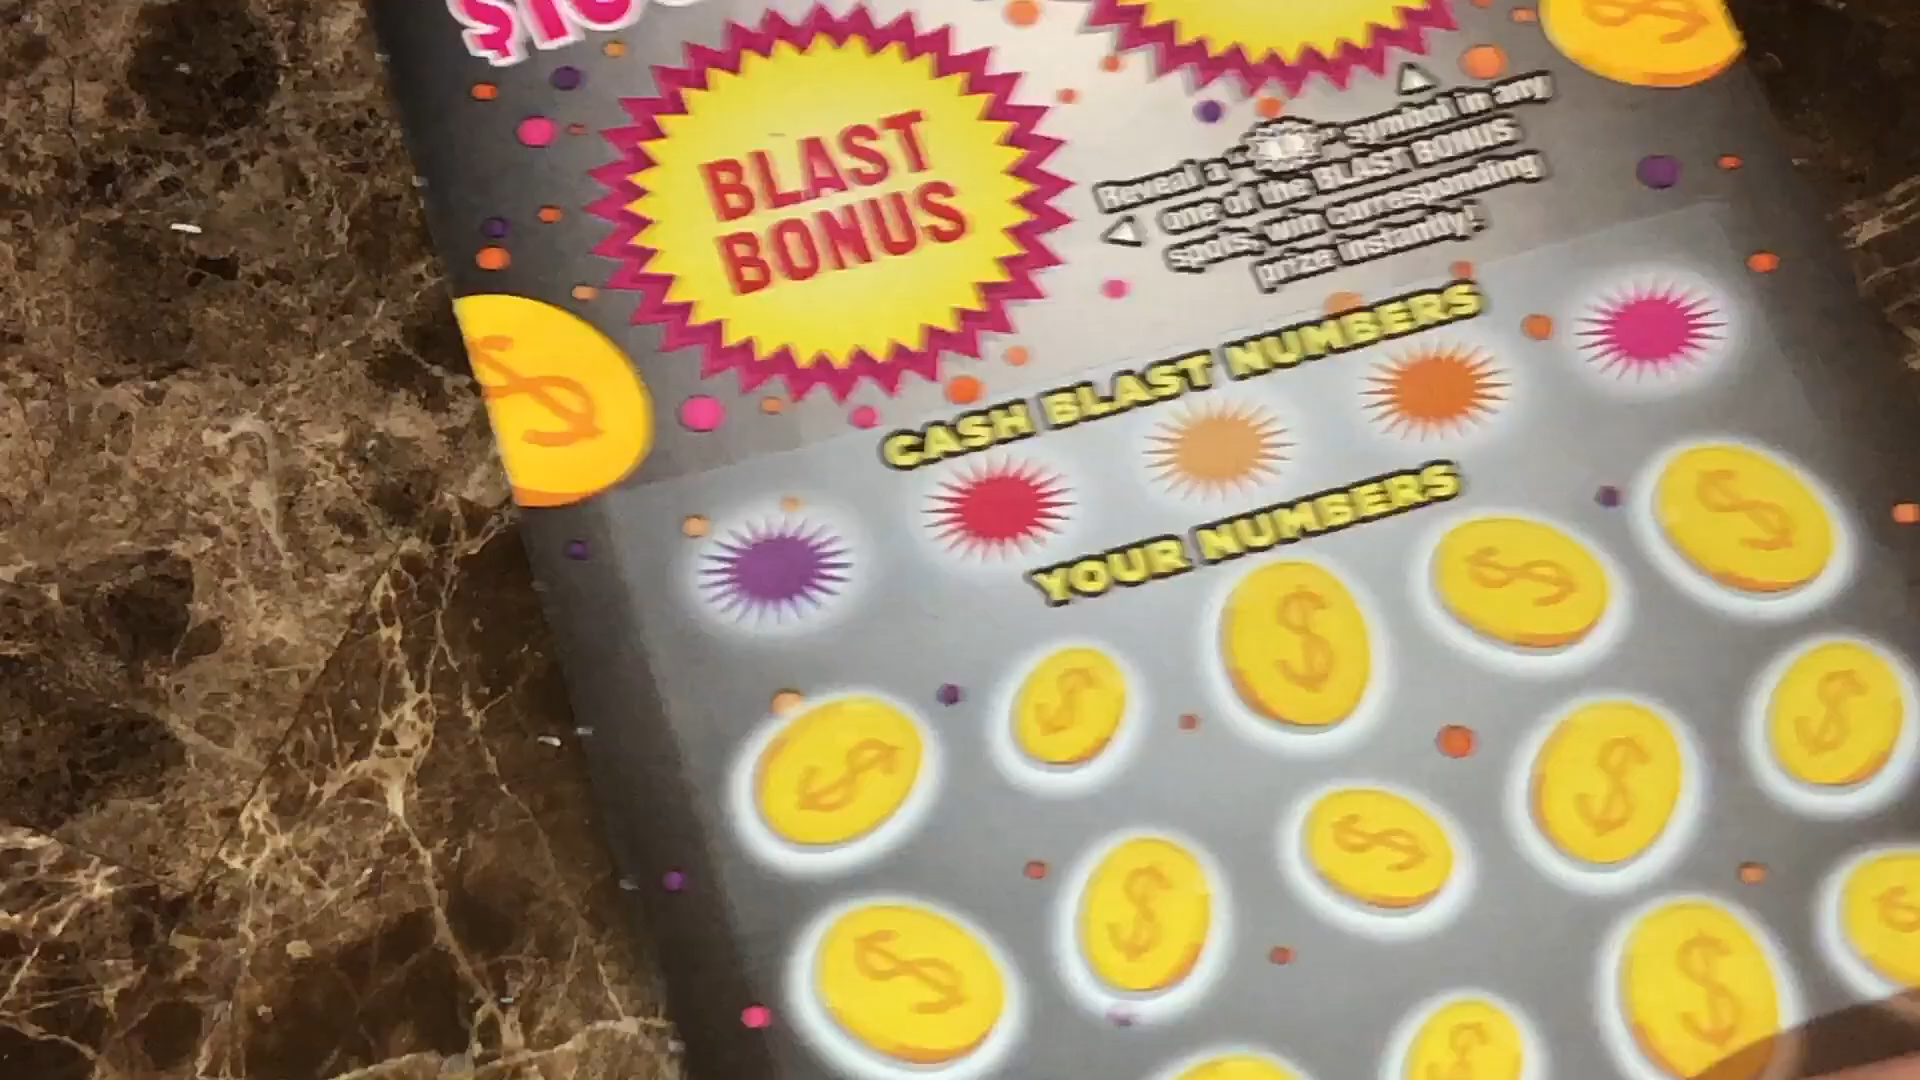 BLAST
BONUS
Reveal a " " symbol in any
one of the BLAST BONUS
spots, win corresponding
prize instantly!
CASH BLAST NUMBERS
YOUR NUMBERS